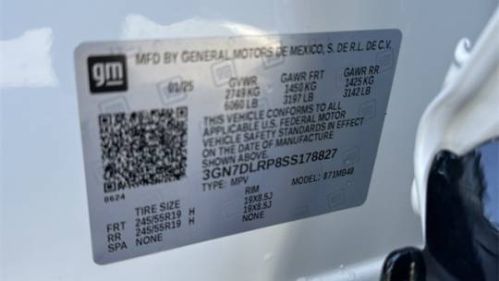 gm
MFD BY GENERAL MOTORS DE MEXICO, S. DE R.L. DE C.V.
01/25 GVWR GAWR FRT GAWR RR
2749 KG 1450 KG 1425 KG
6060 LB 3197 LB 3142 LB
THIS VEHICLE CONFORMS TO ALL
APPLICABLE U.S. FEDERAL MOTOR
VEHICLE SAFETY STANDARDS IN EFFECT ON
THE DATE OF MANUFACTURE SHOWN ABOVE.
3GN7DLRP8SS178827
TYPE: MPV MODEL:
0624
TIRE SIZE RIM
FRT 245/55R19 H 19X8.5J
RR 245/55R19 H 19X8.5J
SPA NONE NONE